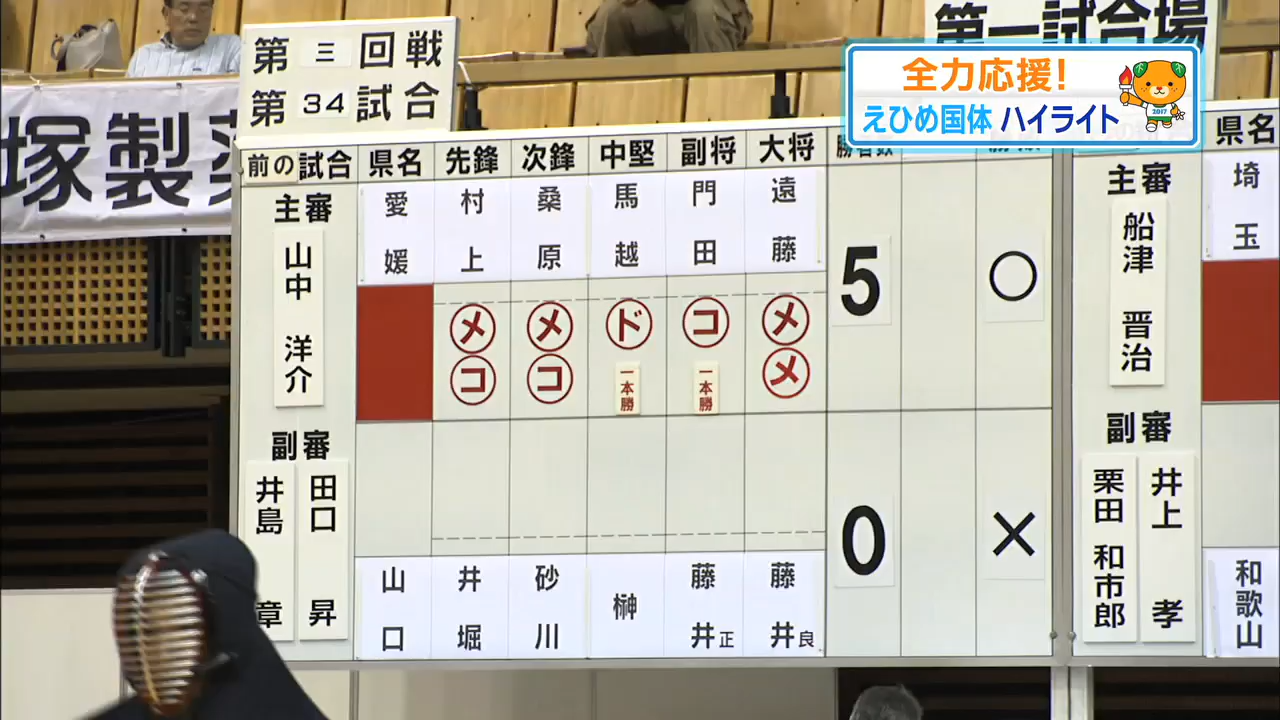 第一試合場
全力応援!
えひめ国体 ハイライト
2017
塚製薬
第 三 回戦
第 34 試合
前の試合 県名 先鋒 次鋒 中堅 副将 大将 勝者数
愛媛 村上 桑原 馬越 門田 遠藤
メ メ ド コ メ
コ コ 一本勝 一本勝 メ
5 ○
0 ×
山口 井堀 砂川 榊 藤井正 藤井良
主審
山中 洋介
副審
井島 章
田口 昇
県名
埼玉
和歌山
主審
船津 晋治
副審
栗田 和市郎
井上 孝